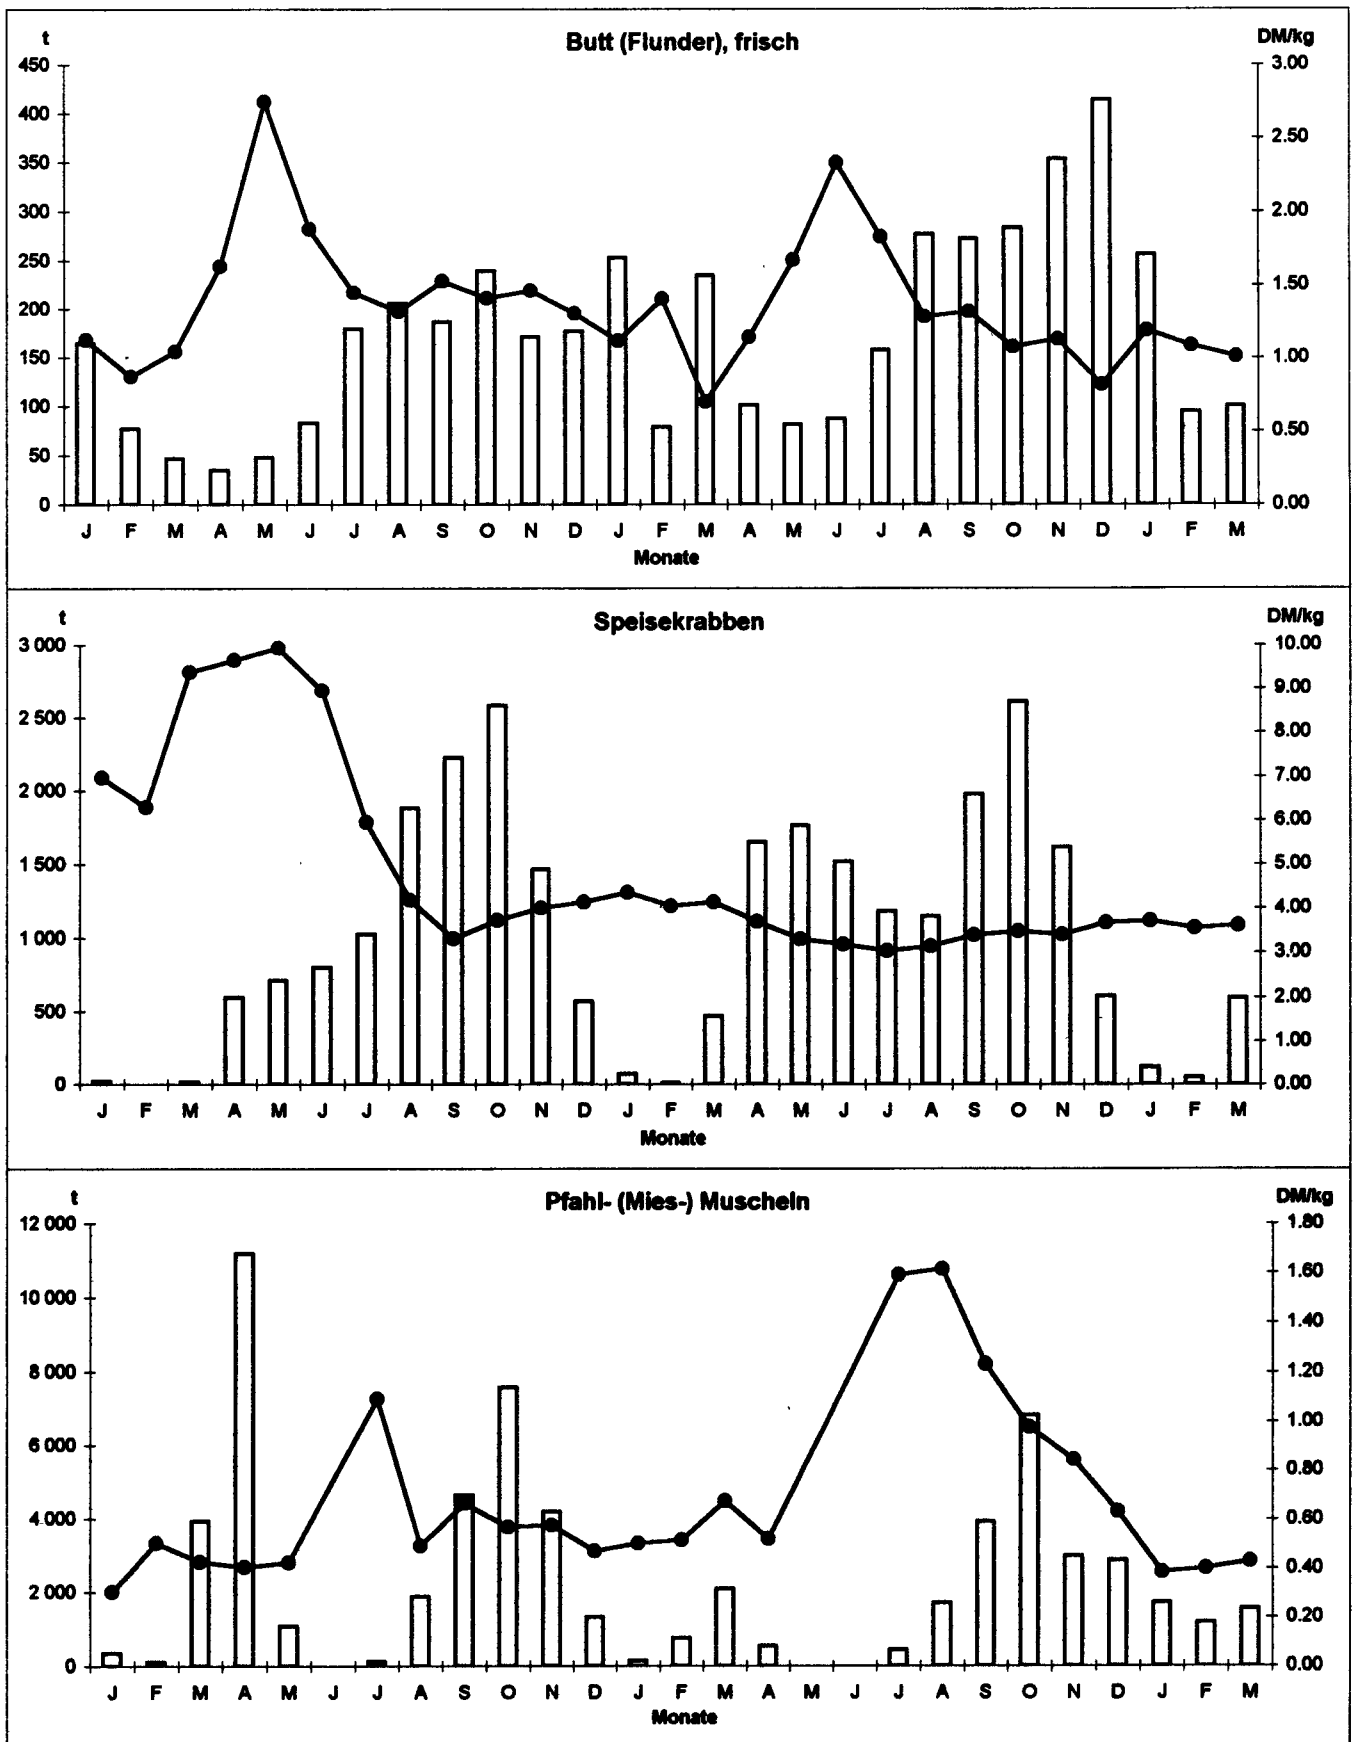 t Butt (Flunder), frisch DM/kg
450 3.00
400 2.50
350
300 2.00
250 1.50
200
150 1.00
100 0.50
50
0 0.00
J F M A M J J A S O N D J F M A M J J A S O N D J F M
Monate
t Speisekrabben DM/kg
3 000 10.00
9.00
2 500 8.00
2 000 7.00
6.00
1 500 5.00
1 000 4.00
3.00
500 2.00
1.00
0 0.00
J F M A M J J A S O N D J F M A M J J A S O N D J F M
Monate
t Pfahl- (Mies-) Muscheln DM/kg
12 000 1.80
10 000 1.60
1.40
8 000 1.20
6 000 1.00
0.80
4 000 0.60
2 000 0.40
0.20
0 0.00
J F M A M J J A S O N D J F M A M J J A S O N D J F M
Monate